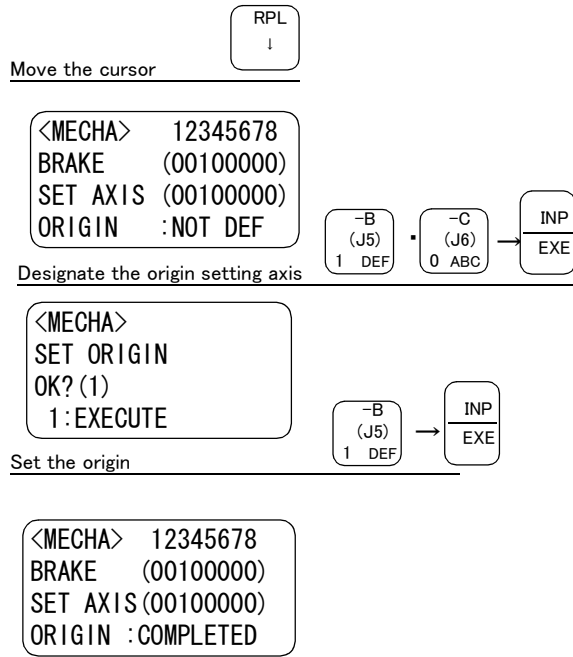 RPL
↓
Move the cursor
<MECHA> 12345678
BRAKE (00100000)
SET AXIS (00100000)
ORIGIN :NOT DEF
-B
(J5)
1 DEF
・
-C
(J6)
0 ABC
→
INP
EXE
Designate the origin setting axis
<MECHA>
SET ORIGIN
OK?(1)
1:EXECUTE
-B
(J5)
1 DEF
→
INP
EXE
Set the origin
<MECHA> 12345678
BRAKE (00100000)
SET AXIS(00100000)
ORIGIN :COMPLETED